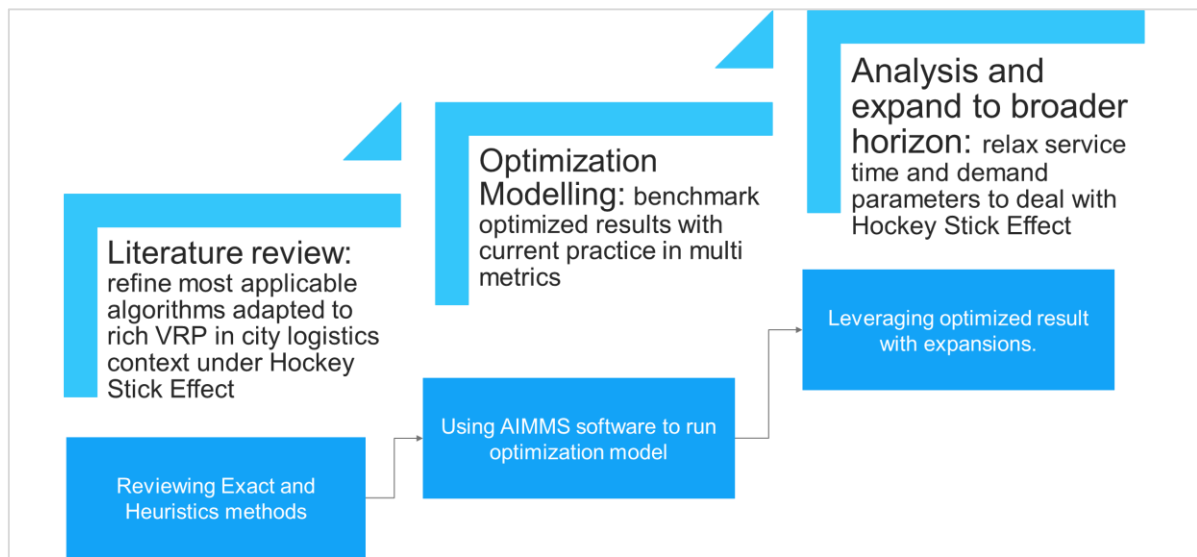 Literature review:
refine most applicable
algorithms adapted to
rich VRP in city logistics
context under Hockey
Stick Effect
Reviewing Exact and
Heuristics methods
Optimization
Modelling: benchmark
optimized results with
current practice in multi
metrics
Using AIMMS software to run
optimization model
Analysis and
expand to broader
horizon: relax service
time and demand
parameters to deal with
Hockey Stick Effect
Leveraging optimized result
with expansions.